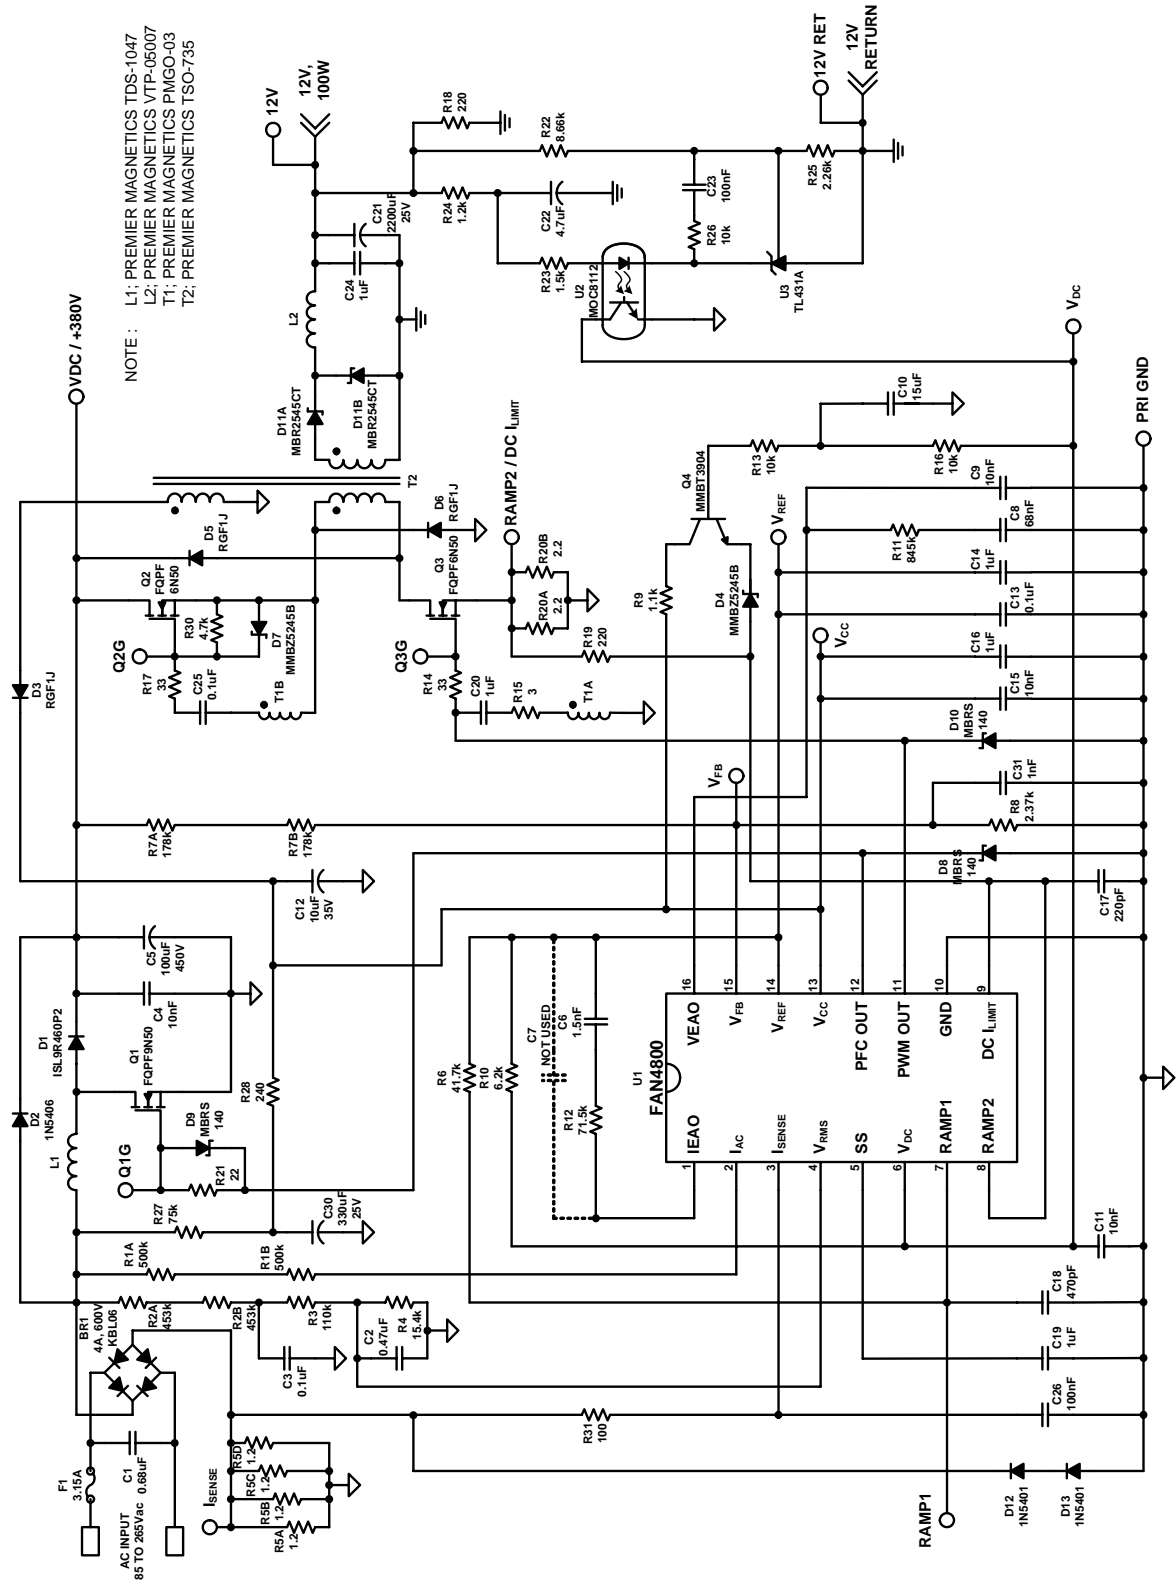 NOTE :
L1; PREMIER MAGNETICS TDS-1047
L2; PREMIER MAGNETICS VTP-05007
T1; PREMIER MAGNETICS PMGO-03
T2; PREMIER MAGNETICS TSO-735
AC INPUT
85 TO 265Vac
F1
3.15A
C1
0.68uF
BR1
4A, 600V
KBL06
ISENSE
R5A
1.2
R5B
1.2
R5C
1.2
R5D
1.2
R2A
453k
R2B
453k
R3
110k
R4
15.4k
C3
0.1uF
C2
0.47uF
R1A
500k
R1B
500k
R27
75k
C30
330uF
25V
R28
240
L1
D2
1N5406
Q1G
R21
22
D9
MBRS
140
Q1
FQPF9N50
D1
ISL9R460P2
C4
10nF
C5
100uF
450V
C12
10uF
35V
R7A
178k
R7B
178k
D3
RGF1J
Q2G
R17
33
C25
0.1uF
T1B
R30
4.7k
D7
MMBZ5245B
Q2
FQPF
6N50
D5
RGF1J
D6
RGF1J
Q3
FQPF6N50
Q3G
R14
33
C20
1uF
R15
3
T1A
R20A
2.2
R20B
2.2
R19
220
RAMP2 / DC ILIMIT
T2
VDC / +380V
D11A
MBR2545CT
D11B
MBR2545CT
L2
C24
1uF
C21
2200uF
25V
12V
12V,
100W
R18
220
R24
1.2k
R22
8.66k
C22
4.7uF
R23
1.5k
U2
MOC8112
C23
100nF
R26
10k
R25
2.26k
U3
TL431A
12V RET
12V
RETURN
VDC
PRI GND
C10
15uF
R13
10k
R16
10k
Q4
MMBT3904
R9
1.1k
D4
MMBZ5245B
VREF
VCC
VFB
R11
845k
C9
10nF
C8
68nF
C14
1uF
C13
0.1uF
C16
1uF
C15
10nF
D10
MBRS
140
C31
1nF
R8
2.37k
D8
MBRS
140
C17
220pF
R6
41.7k
R10
6.2k
C7
NOT USED
C6
1.5nF
R12
71.5k
U1
FAN4800
1 IEAO
2 IAC
3 ISENSE
4 VRMS
5 SS
6 VDC
7 RAMP1
8 RAMP2
VEAO 16
VFB 15
VREF 14
VCC 13
PFC OUT 12
PWM OUT 11
GND 10
DC ILIMIT 9
C11
10nF
C18
470pF
C19
1uF
C26
100nF
R31
100
D12
1N5401
D13
1N5401
RAMP1